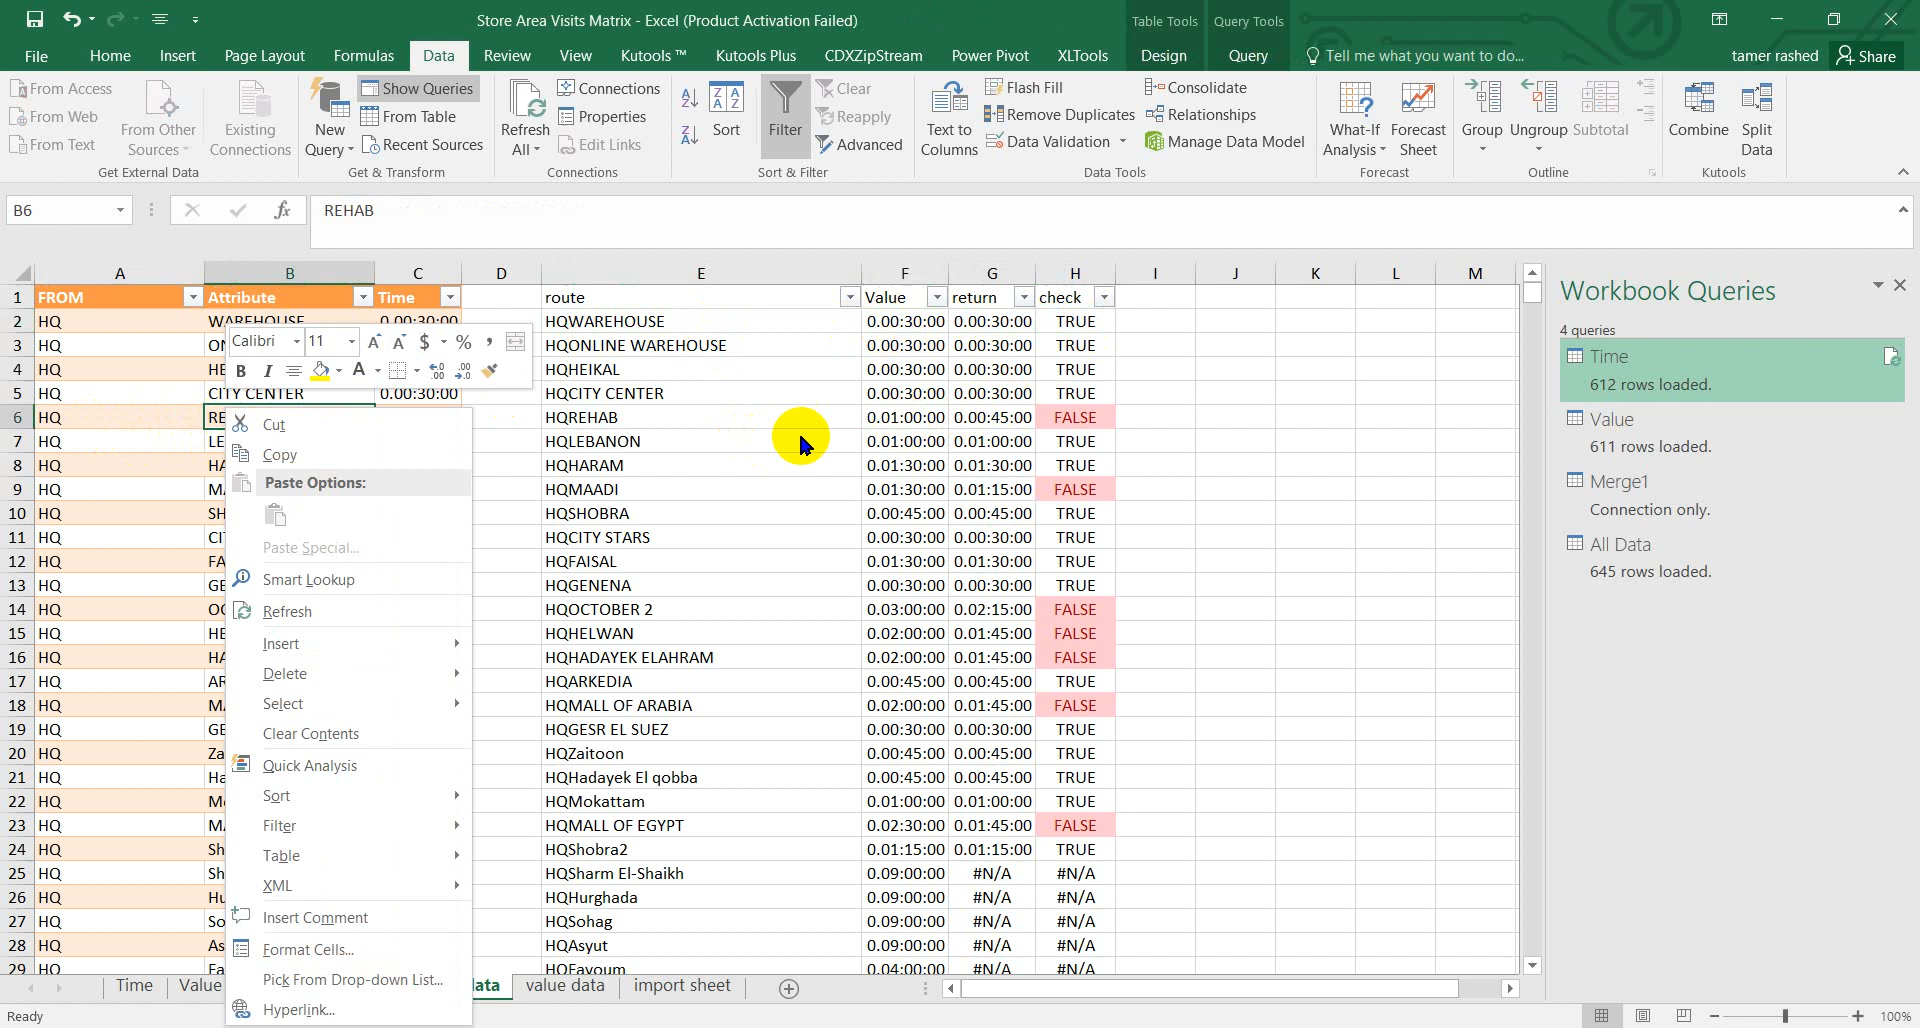 Store Area Visits Matrix - Excel (Product Activation Failed)
Table Tools
Query Tools
File
Home
Insert
Page Layout
Formulas
Data
Review
View
Kutools ™
Kutools Plus
CDXZipStream
Power Pivot
XLTools
Design
Query
Tell me what you want to do...
tamer rashed
Share
From Access
From Web
From Text
From Other Sources
Existing Connections
Get External Data
New Query
Show Queries
From Table
Recent Sources
Get & Transform
Refresh All
Connections
Properties
Edit Links
Connections
Sort
Filter
Clear
Reapply
Advanced
Sort & Filter
Text to Columns
Flash Fill
Remove Duplicates
Data Validation
Consolidate
Relationships
Manage Data Model
Data Tools
What-If Analysis
Forecast Sheet
Forecast
Group
Ungroup
Subtotal
Outline
Combine
Split Data
Kutools
B6
fx
REHAB
A B C D E F G H I J K L M
1 FROM Attribute Time route Value return check
2 HQ WAREHOUSE 0.00:30:00 HQWAREHOUSE 0.00:30:00 0.00:30:00 TRUE
3 HQ HQONLINE WAREHOUSE 0.00:30:00 0.00:30:00 TRUE
4 HQ HQHEIKAL 0.00:30:00 0.00:30:00 TRUE
5 HQ CITY CENTER 0.00:30:00 HQCITY CENTER 0.00:30:00 0.00:30:00 TRUE
6 HQ RE HQREHAB 0.01:00:00 0.00:45:00 FALSE
7 HQ LE HQLEBANON 0.01:00:00 0.01:00:00 TRUE
8 HQ HA HQHARAM 0.01:30:00 0.01:30:00 TRUE
9 HQ HQMAADI 0.01:30:00 0.01:15:00 FALSE
10 HQ SH HQSHOBRA 0.00:45:00 0.00:45:00 TRUE
11 HQ HQCITY STARS 0.00:30:00 0.00:30:00 TRUE
12 HQ FA HQFAISAL 0.01:30:00 0.01:30:00 TRUE
13 HQ GE HQGENENA 0.00:30:00 0.00:30:00 TRUE
14 HQ HQOCTOBER 2 0.03:00:00 0.02:15:00 FALSE
15 HQ HE HQHELWAN 0.02:00:00 0.01:45:00 FALSE
16 HQ HA HQHADAYEK ELAHRAM 0.02:00:00 0.01:45:00 FALSE
17 HQ AR HQARKEDIA 0.00:45:00 0.00:45:00 TRUE
18 HQ HQMALL OF ARABIA 0.02:00:00 0.01:45:00 FALSE
19 HQ GE HQGESR EL SUEZ 0.00:30:00 0.00:30:00 TRUE
20 HQ Za HQZaitoon 0.00:45:00 0.00:45:00 TRUE
21 HQ Ha HQHadayek El qobba 0.00:45:00 0.00:45:00 TRUE
22 HQ HQMokattam 0.01:00:00 0.01:00:00 TRUE
23 HQ HQMALL OF EGYPT 0.02:30:00 0.01:45:00 FALSE
24 HQ Sh HQShobra2 0.01:15:00 0.01:15:00 TRUE
25 HQ Sh HQSharm El-Shaikh 0.09:00:00 #N/A #N/A
26 HQ Hu HQHurghada 0.09:00:00 #N/A #N/A
27 HQ So HQSohag 0.09:00:00 #N/A #N/A
28 HQ As HQAsyut 0.09:00:00 #N/A #N/A
29 HQ Fa HQFayoum 0.04:00:00 #N/A #N/A
Calibri 11 A A $ % ,
B I A
Cut
Copy
Paste Options:
Paste Special...
Smart Lookup
Refresh
Insert
Delete
Select
Clear Contents
Quick Analysis
Sort
Filter
Table
XML
Insert Comment
Format Cells...
Pick From Drop-down List...
Hyperlink...
Workbook Queries
4 queries
Time
612 rows loaded.
Value
611 rows loaded.
Merge1
Connection only.
All Data
645 rows loaded.
Time
Value
data
value data
import sheet
Ready
100%